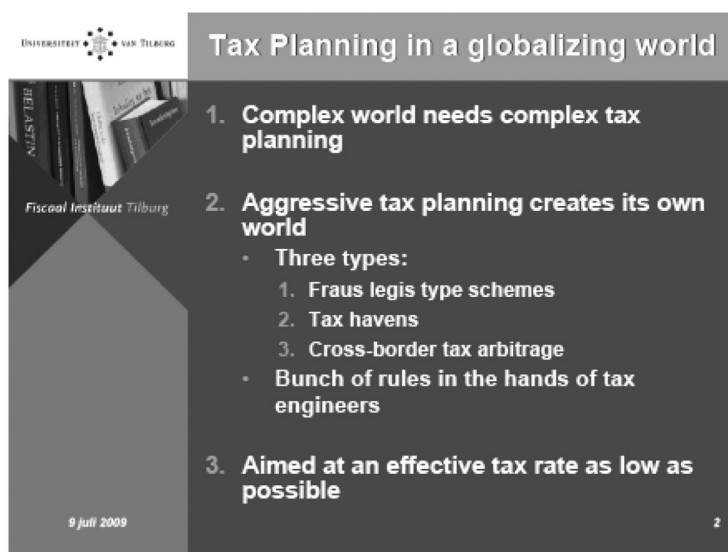 UNIVERSITEIT VAN TILBURG
Tax Planning in a globalizing world
BELASTIN
Fiscaal Instituut Tilburg
1. Complex world needs complex tax
planning
2. Aggressive tax planning creates its own
world
• Three types:
1. Fraus legis type schemes
2. Tax havens
3. Cross-border tax arbitrage
• Bunch of rules in the hands of tax
engineers
3. Aimed at an effective tax rate as low as
possible
9 juli 2009
2